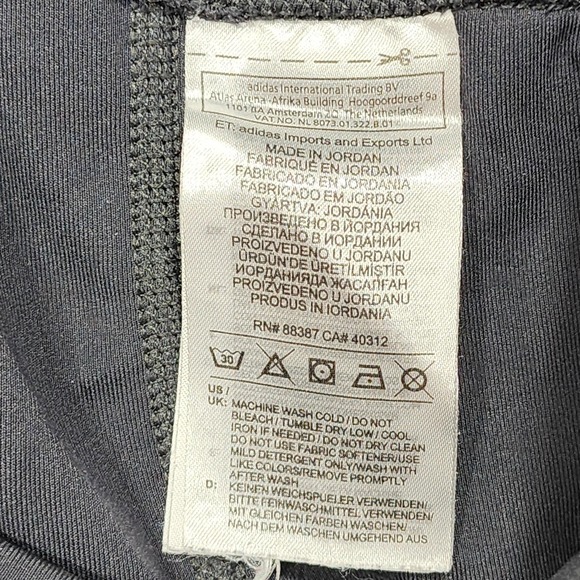 adidas International Trading BV
Atlas Arena -Afrika Building Hoogoorddreef 9a
1101 BA Amsterdam ZO The Netherlands
VAT.NO. NL 8073.01.322.B.01
ET: adidas Imports and Exports Ltd
MADE IN JORDAN
FABRIQUÉ EN JORDAN
FABRICADO EN JORDANIA
FABRICADO EM JORDÃO
GYÁRTVA: JORDÁNIA
ПРОИЗВЕДЕНО В ЙОРДАНИЯ
СДЕЛАНО В ИОРДАНИИ
PROIZVEDENO U JORDANU
ÜRDÜN'DE ÜRETİLMİŞTİR
ИОРДАНИЯДА ЖАСАЛҒАН
PROIZVEDENO U JORDANU
PRODUS IN IORDANIA
RN# 88387 CA# 40312
30
US /
UK: MACHINE WASH COLD / DO NOT
BLEACH / TUMBLE DRY LOW / COOL
IRON IF NEEDED / DO NOT DRY CLEAN
DO NOT USE FABRIC SOFTENER/USE
MILD DETERGENT ONLY/WASH WITH
LIKE COLORS/REMOVE PROMPTLY
AFTER WASH
D: KEINEN WEICHSPUELER VERWENDEN/
BITTE FEINWASCHMITTEL VERWENDEN/
MIT GLEICHEN FARBEN WASCHEN/
NACH DEM WASCHEN UMGEHEND AUS